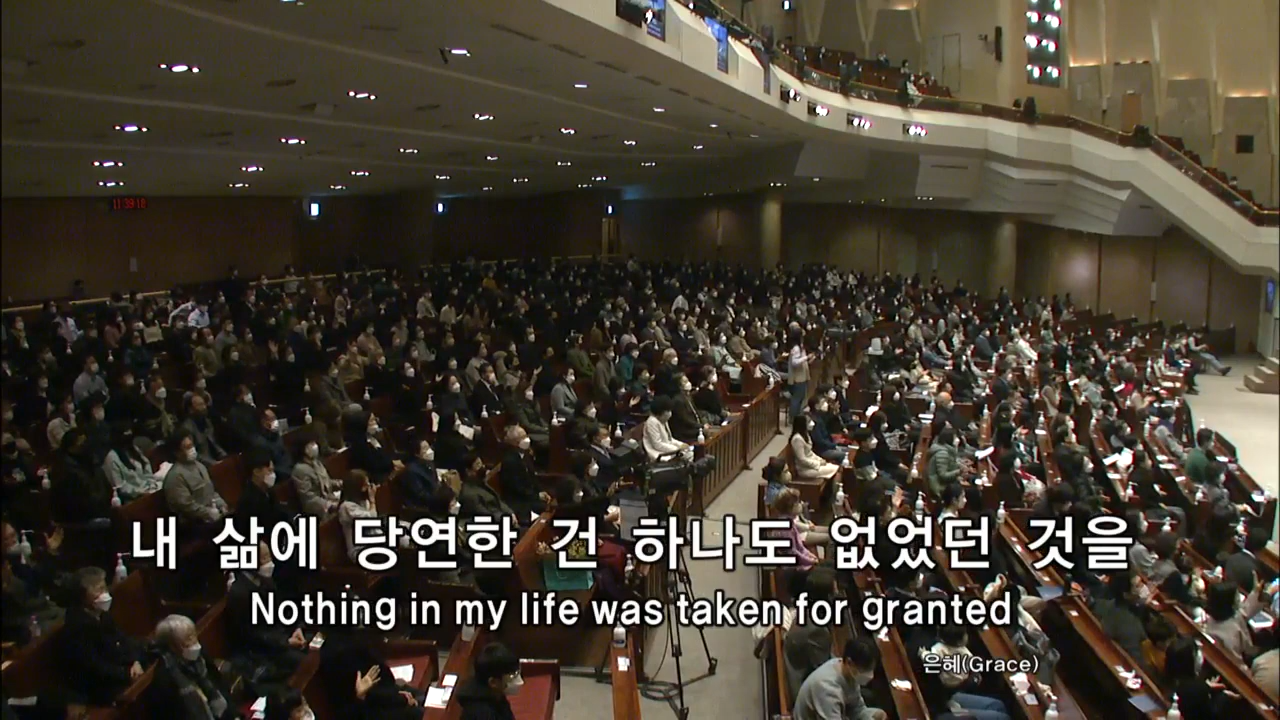 내 삶에 당연한 건 하나도 없었던 것을
Nothing in my life was taken for granted
은혜(Grace)